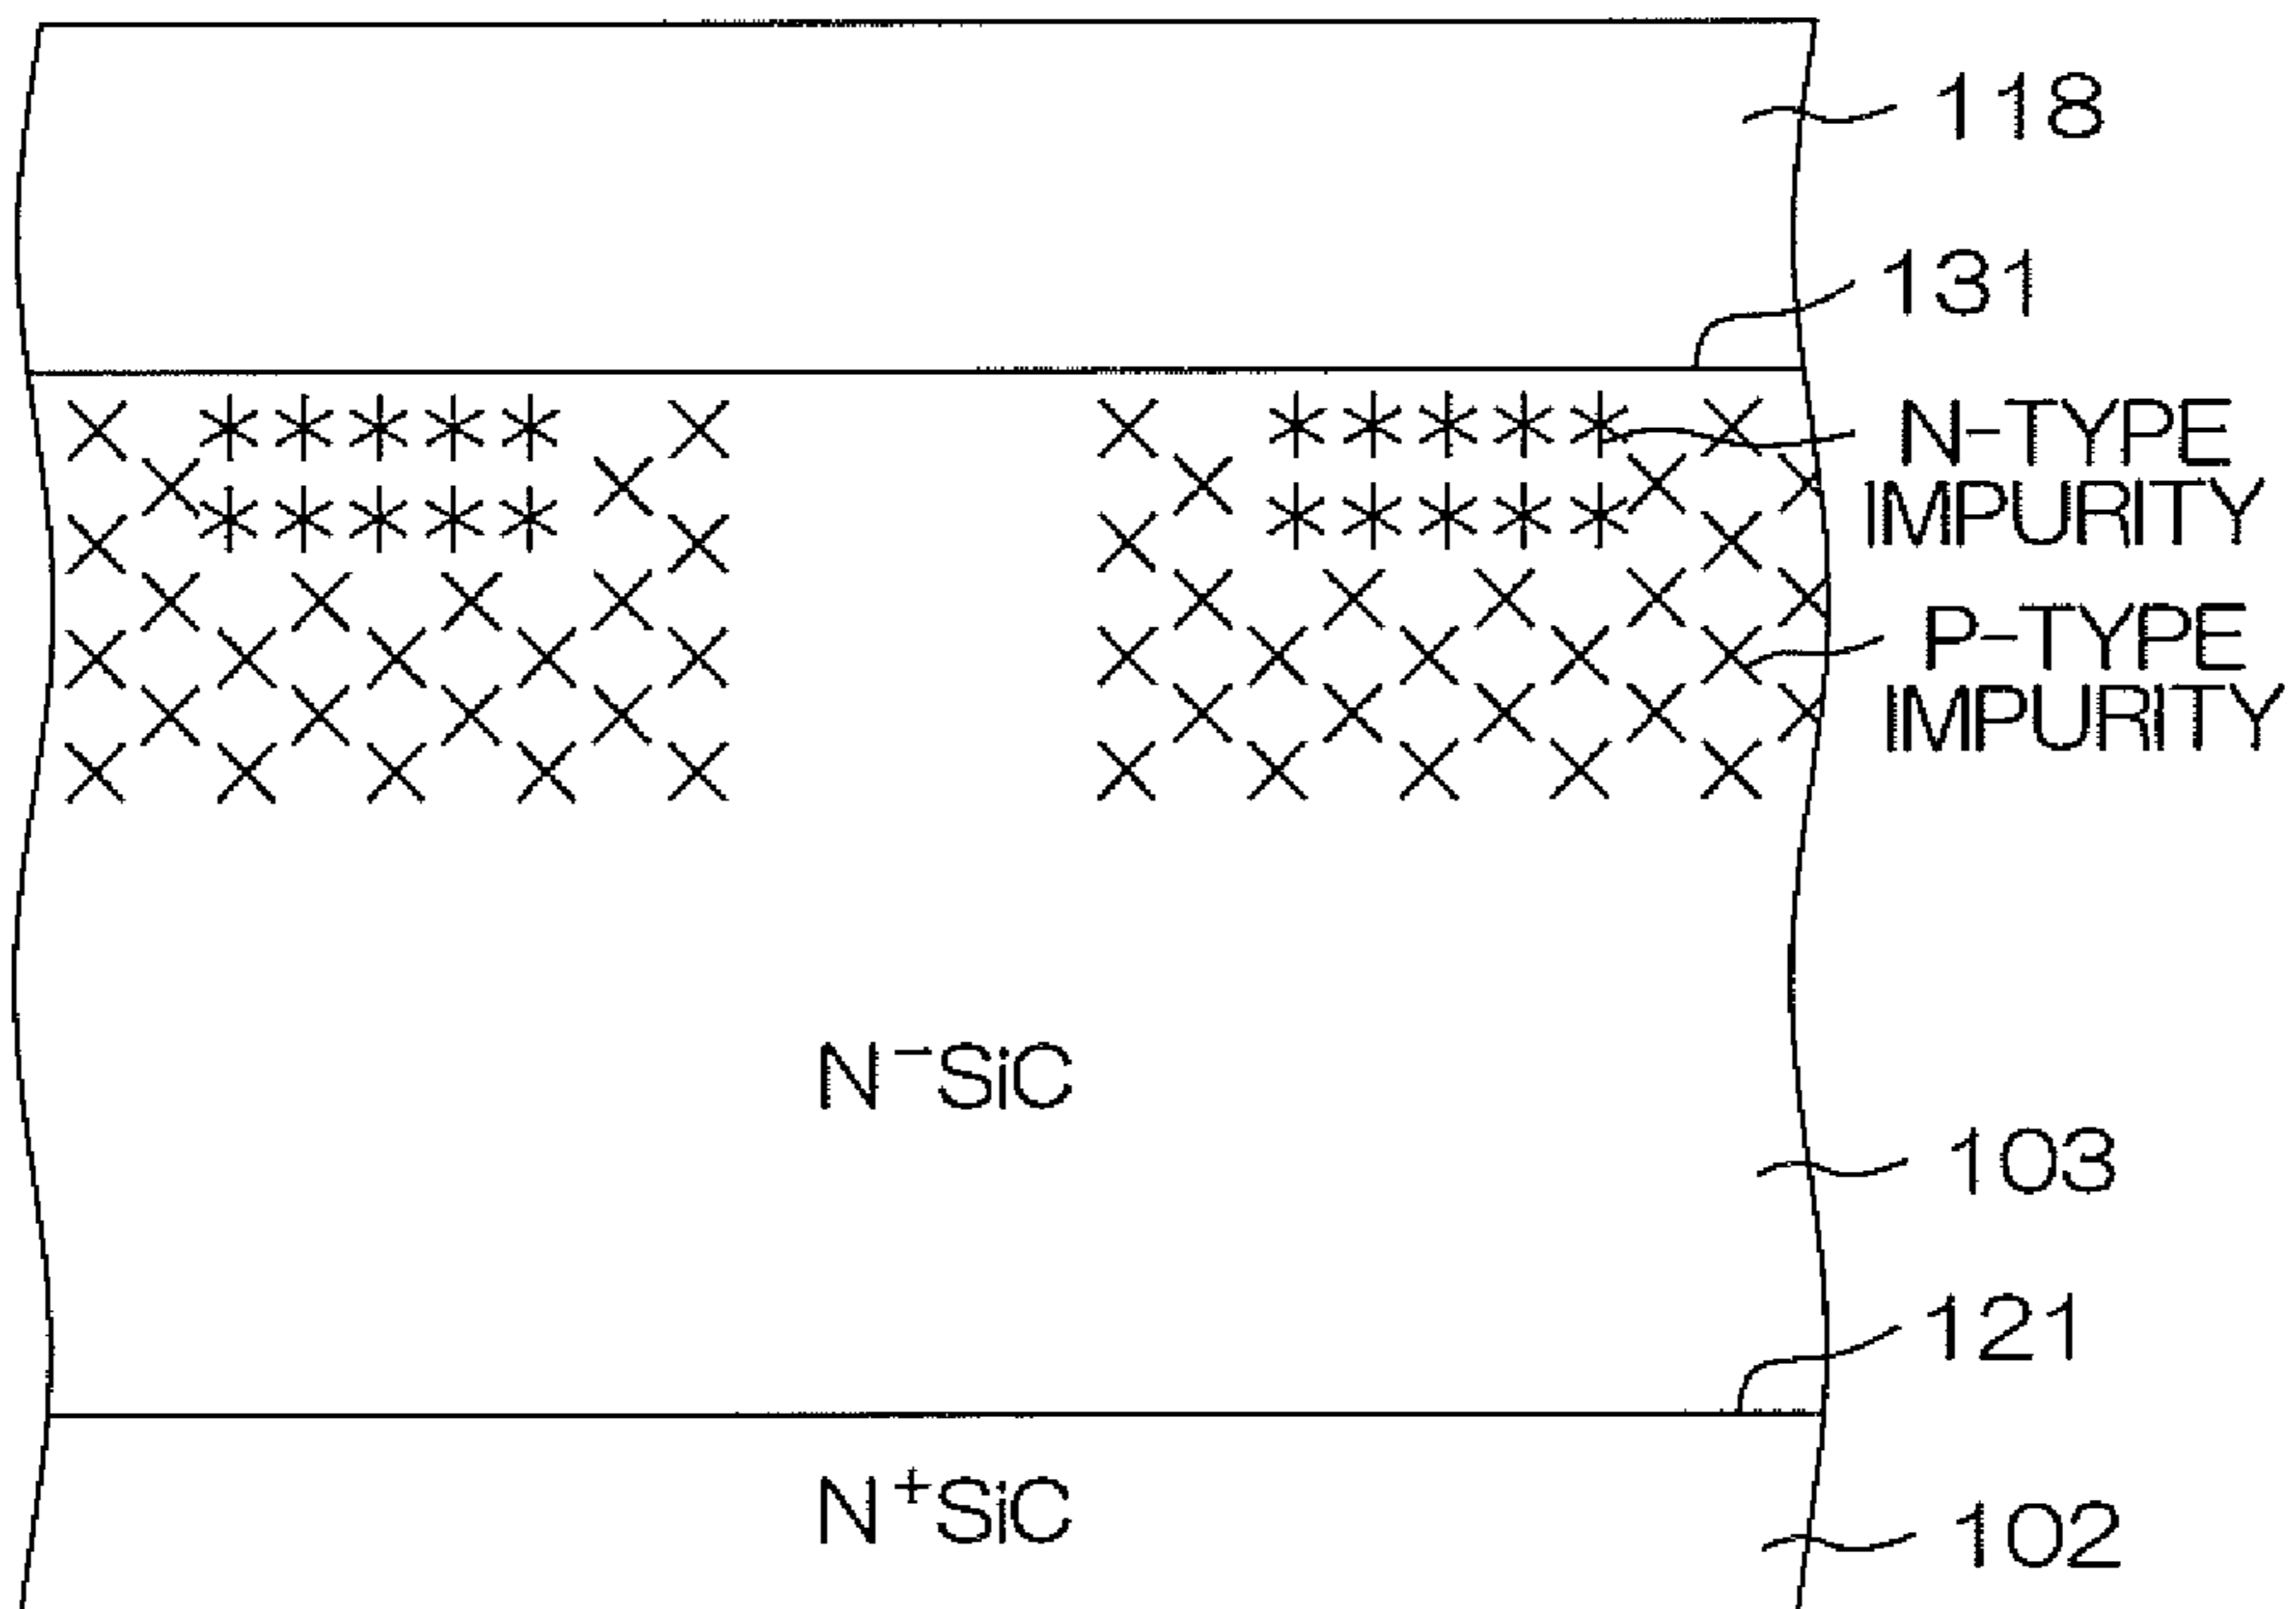 118
131
N-TYPE
IMPURITY
P-TYPE
IMPURITY
N⁻SiC
103
121
N⁺SiC
102